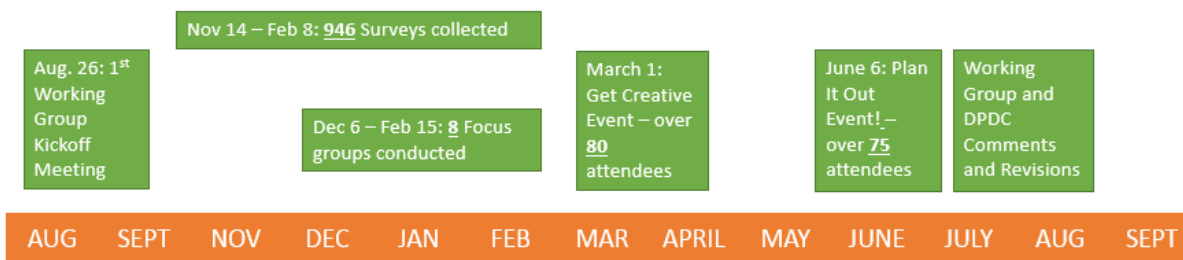 Nov 14 – Feb 8: 946 Surveys collected
Aug. 26: 1st
Working
Group
Kickoff
Meeting
Dec 6 – Feb 15: 8 Focus
groups conducted
March 1:
Get Creative
Event – over
80
attendees
June 6: Plan
It Out
Event! –
over 75
attendees
Working
Group and
DPDC
Comments
and Revisions
AUG SEPT NOV DEC JAN FEB MAR APRIL MAY JUNE JULY AUG SEPT